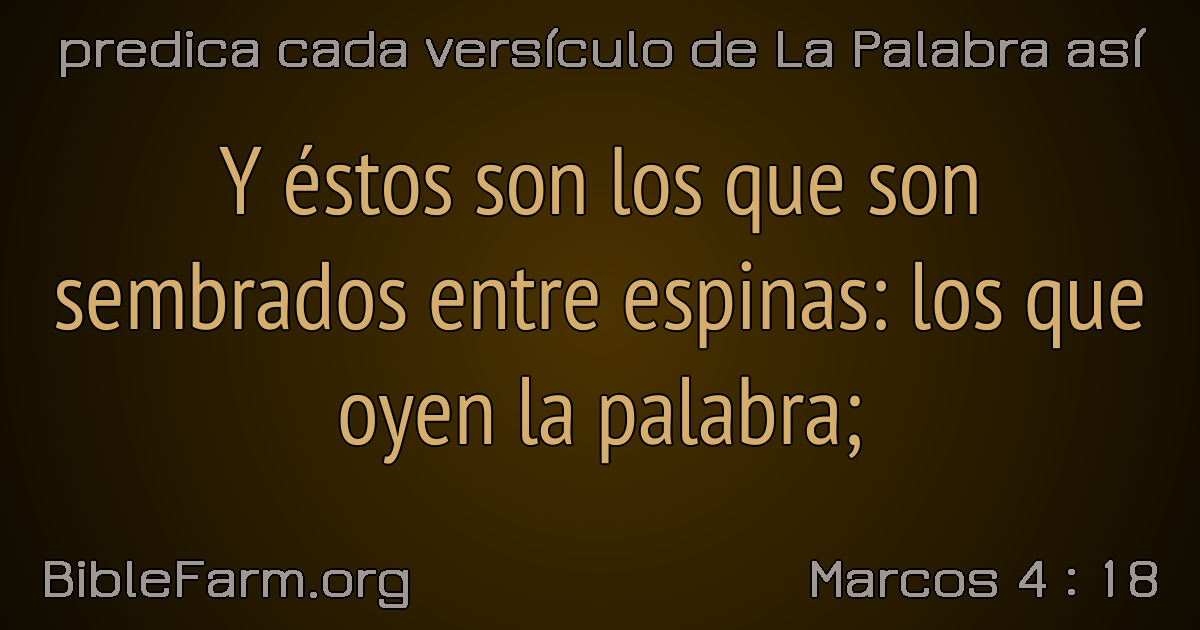 predica cada versículo de La Palabra así
Y éstos son los que son
sembrados entre espinas: los que
oyen la palabra;
BibleFarm.org
Marcos 4 : 18